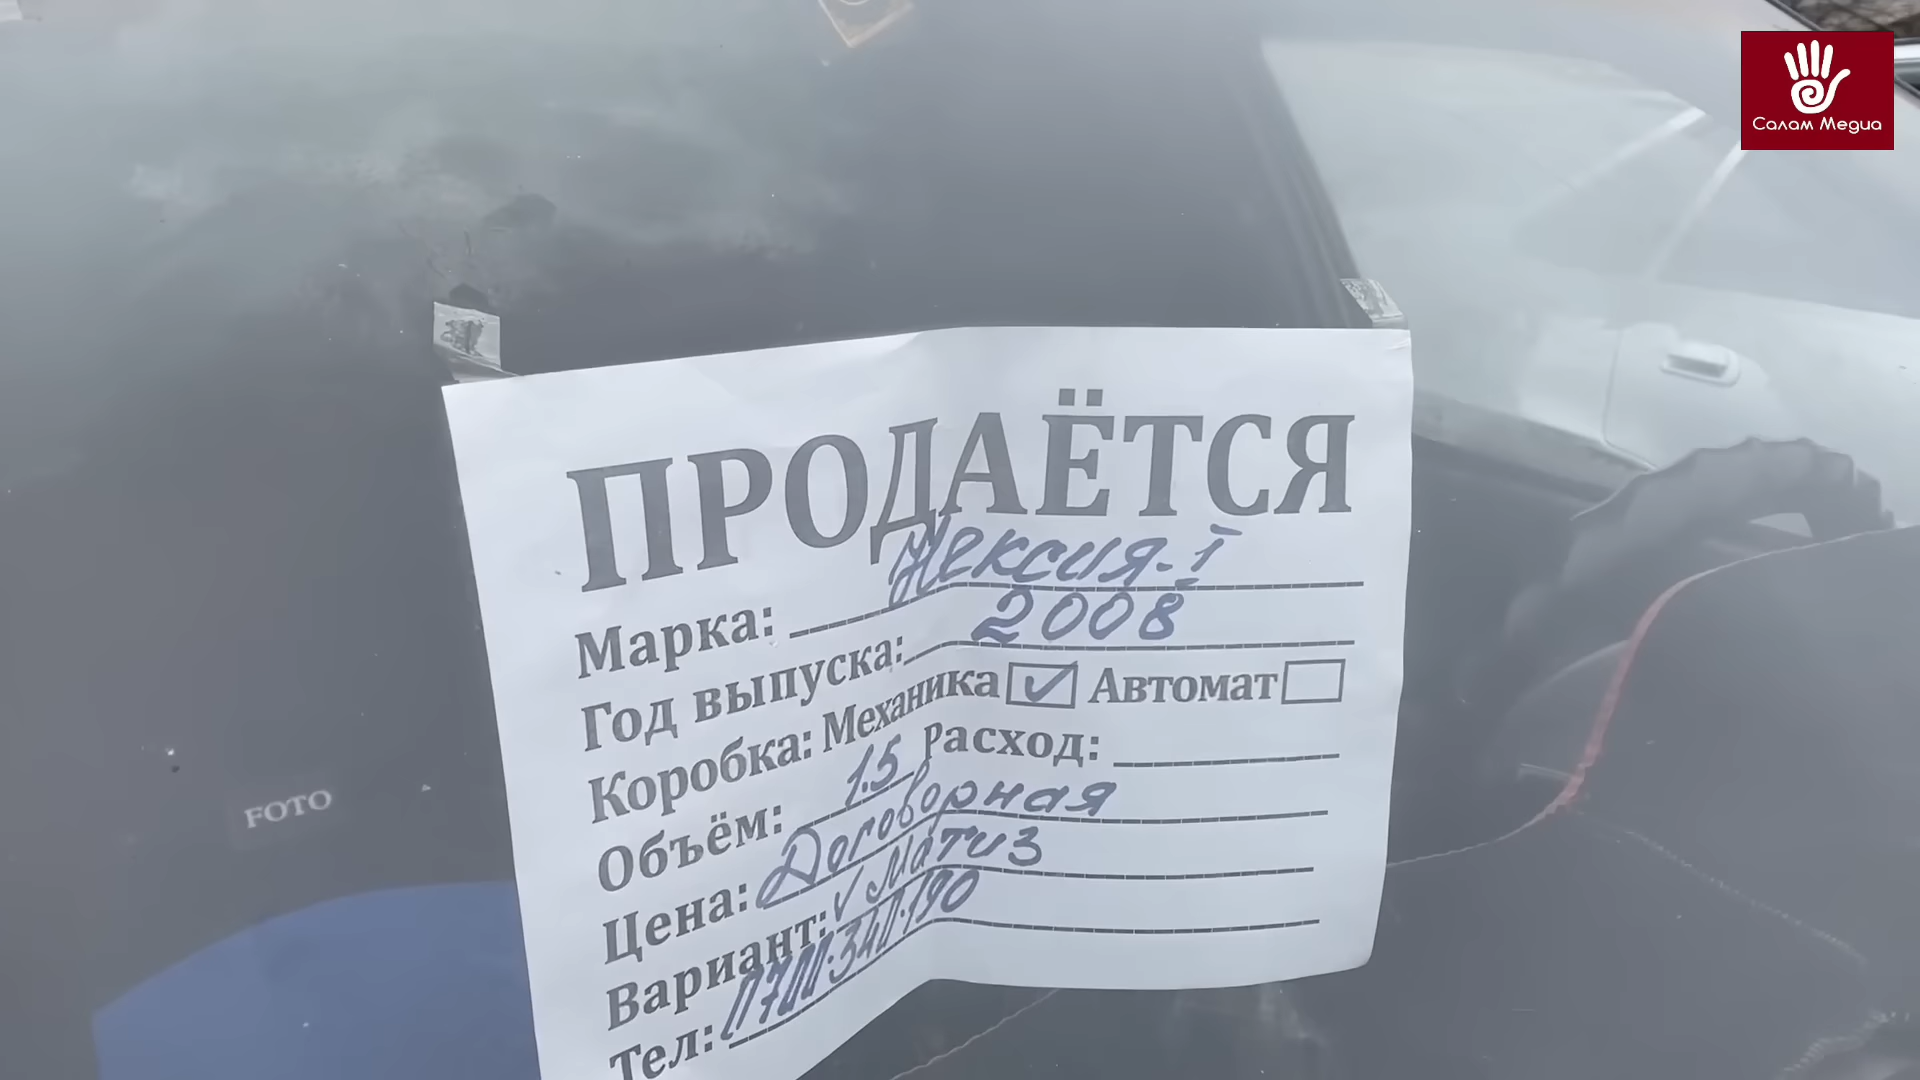 Салам Медиа
ПРОДАЁТСЯ
Марка: Нексия-I
Год выпуска: 2008
Коробка: Механика ✓ Автомат
Объём: 1.5 Расход:
Цена: Договорная
Вариант: √ Матиз
Тел: 0700.340.190
FOTO